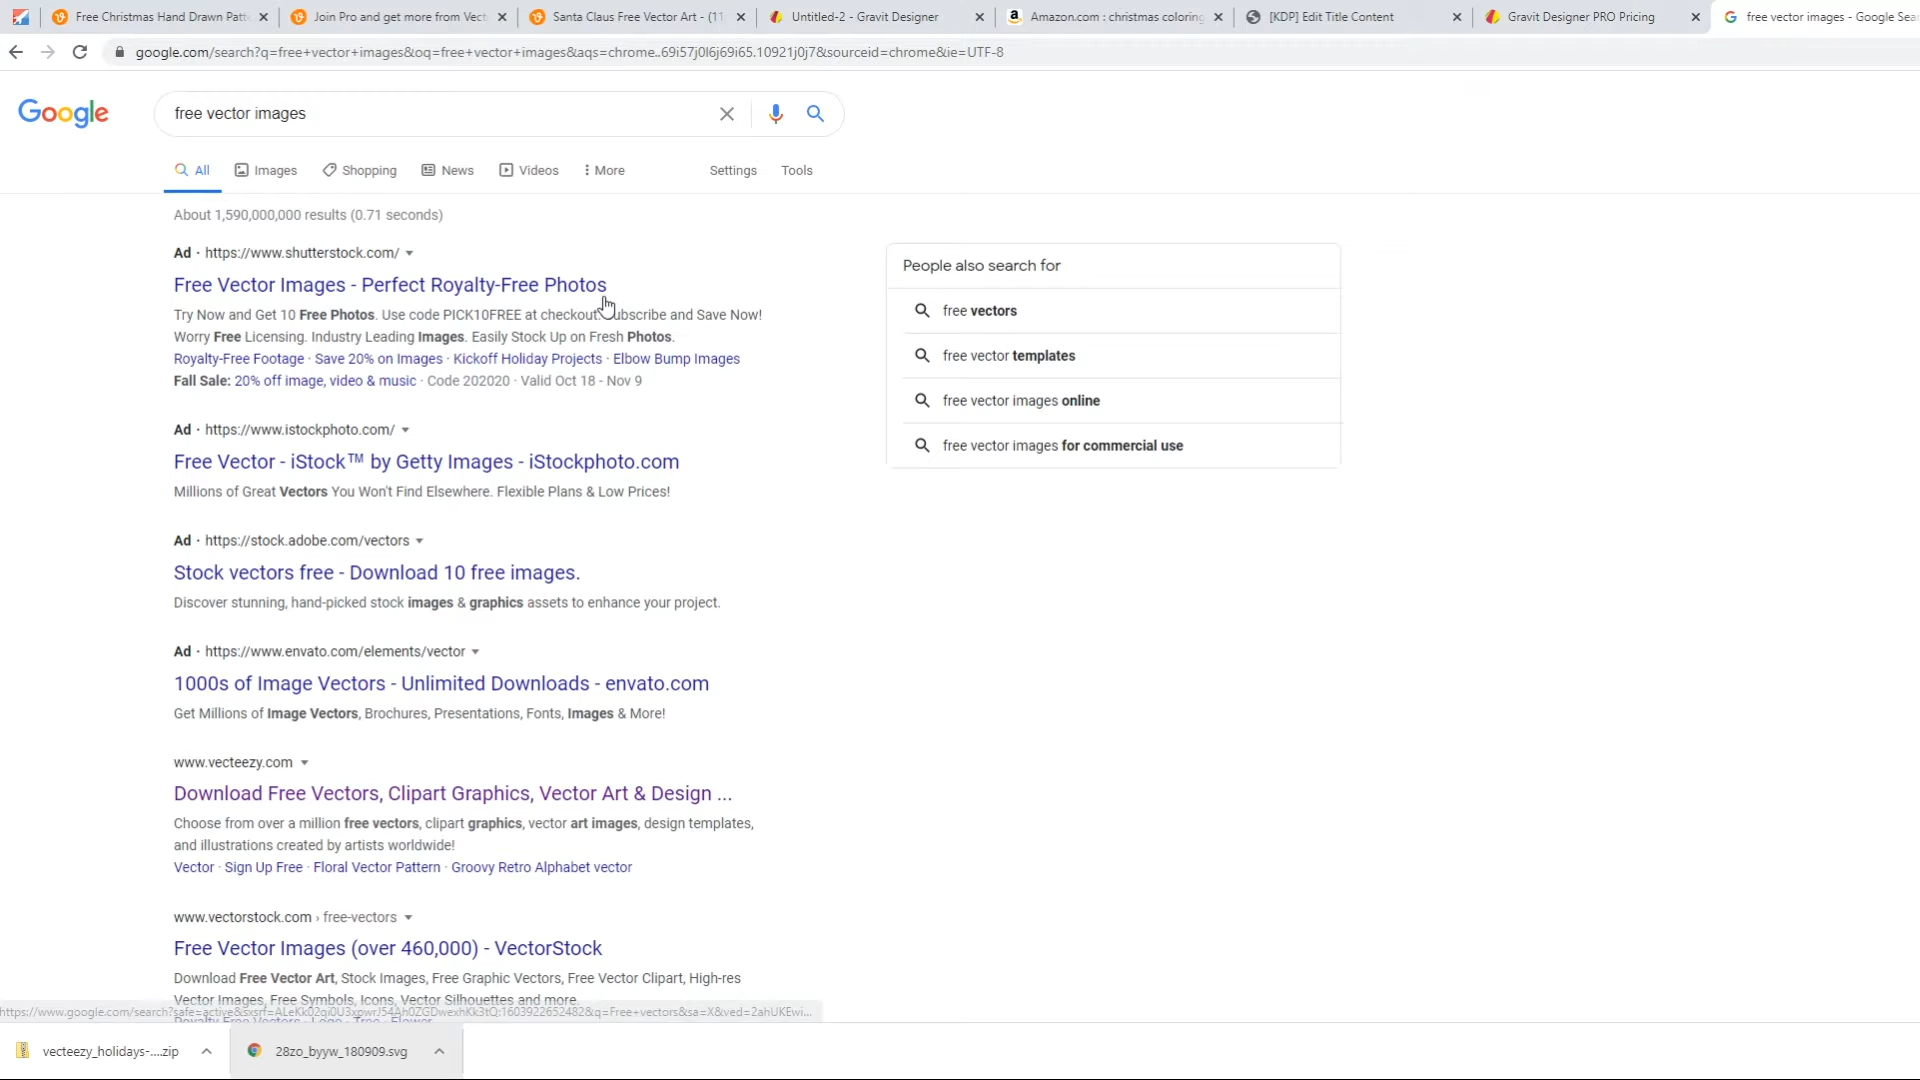 Free Christmas Hand Drawn Patt
Join Pro and get more from Vect
Santa Claus Free Vector Art - (11
Untitled-2 - Gravit Designer
Amazon.com : christmas coloring
[KDP] Edit Title Content
Gravit Designer PRO Pricing
free vector images - Google Sea
google.com/search?q=free+vector+images&oq=free+vector+images&aqs=chrome..69i57j0l6j69i65.10921j0j7&sourceid=chrome&ie=UTF-8
Google
free vector images
All
Images
Shopping
News
Videos
More
Settings
Tools
About 1,590,000,000 results (0.71 seconds)
Ad · https://www.shutterstock.com/
Free Vector Images - Perfect Royalty-Free Photos
Try Now and Get 10 Free Photos. Use code PICK10FREE at checkout. Subscribe and Save Now!
Worry Free Licensing. Industry Leading Images. Easily Stock Up on Fresh Photos.
Royalty-Free Footage · Save 20% on Images · Kickoff Holiday Projects · Elbow Bump Images
Fall Sale: 20% off image, video & music · Code 202020 · Valid Oct 18 - Nov 9
Ad · https://www.istockphoto.com/
Free Vector - iStock™ by Getty Images - iStockphoto.com
Millions of Great Vectors You Won't Find Elsewhere. Flexible Plans & Low Prices!
Ad · https://stock.adobe.com/vectors
Stock vectors free - Download 10 free images.
Discover stunning, hand-picked stock images & graphics assets to enhance your project.
Ad · https://www.envato.com/elements/vector
1000s of Image Vectors - Unlimited Downloads - envato.com
Get Millions of Image Vectors, Brochures, Presentations, Fonts, Images & More!
www.vecteezy.com
Download Free Vectors, Clipart Graphics, Vector Art & Design ...
Choose from over a million free vectors, clipart graphics, vector art images, design templates,
and illustrations created by artists worldwide!
Vector · Sign Up Free · Floral Vector Pattern · Groovy Retro Alphabet vector
www.vectorstock.com › free-vectors
Free Vector Images (over 460,000) - VectorStock
Download Free Vector Art, Stock Images, Free Graphic Vectors, Free Vector Clipart, High-res
Vector Images, Free Symbols, Icons, Vector Silhouettes and more.
Royalty Free Vectors · Logo · Tree · Flower
People also search for
free vectors
free vector templates
free vector images online
free vector images for commercial use
vecteezy_holidays-....zip
28zo_byyw_180909.svg